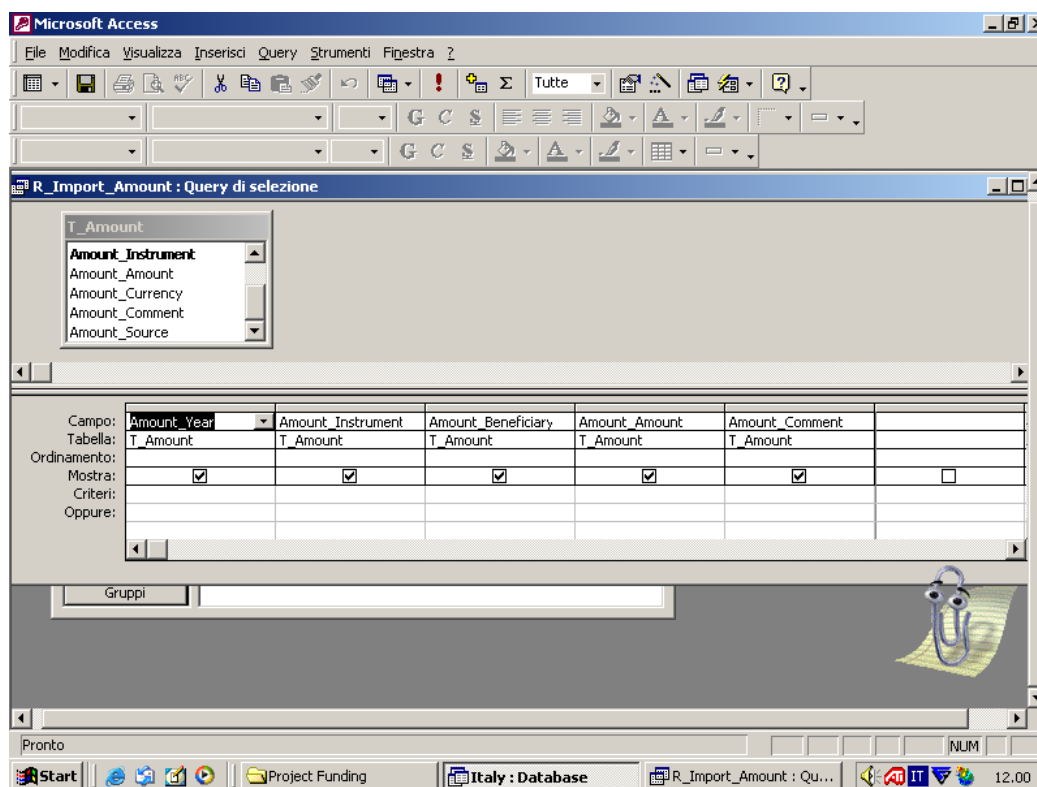 Microsoft Access
File Modifica Visualizza Inserisci Query Strumenti Finestra ?
ABC Σ Tutte
G C S A
G C S A
R_Import_Amount : Query di selezione
T_Amount
Amount_Instrument
Amount_Amount
Amount_Currency
Amount_Comment
Amount_Source
Campo: Amount_Year Amount_Instrument Amount_Beneficiary Amount_Amount Amount_Comment
Tabella: T_Amount T_Amount T_Amount T_Amount T_Amount
Ordinamento:
Mostra:
Criteri:
Oppure:
Gruppi
Pronto NUM
Start Project Funding Italy : Database R_Import_Amount : Qu... IT 12.00